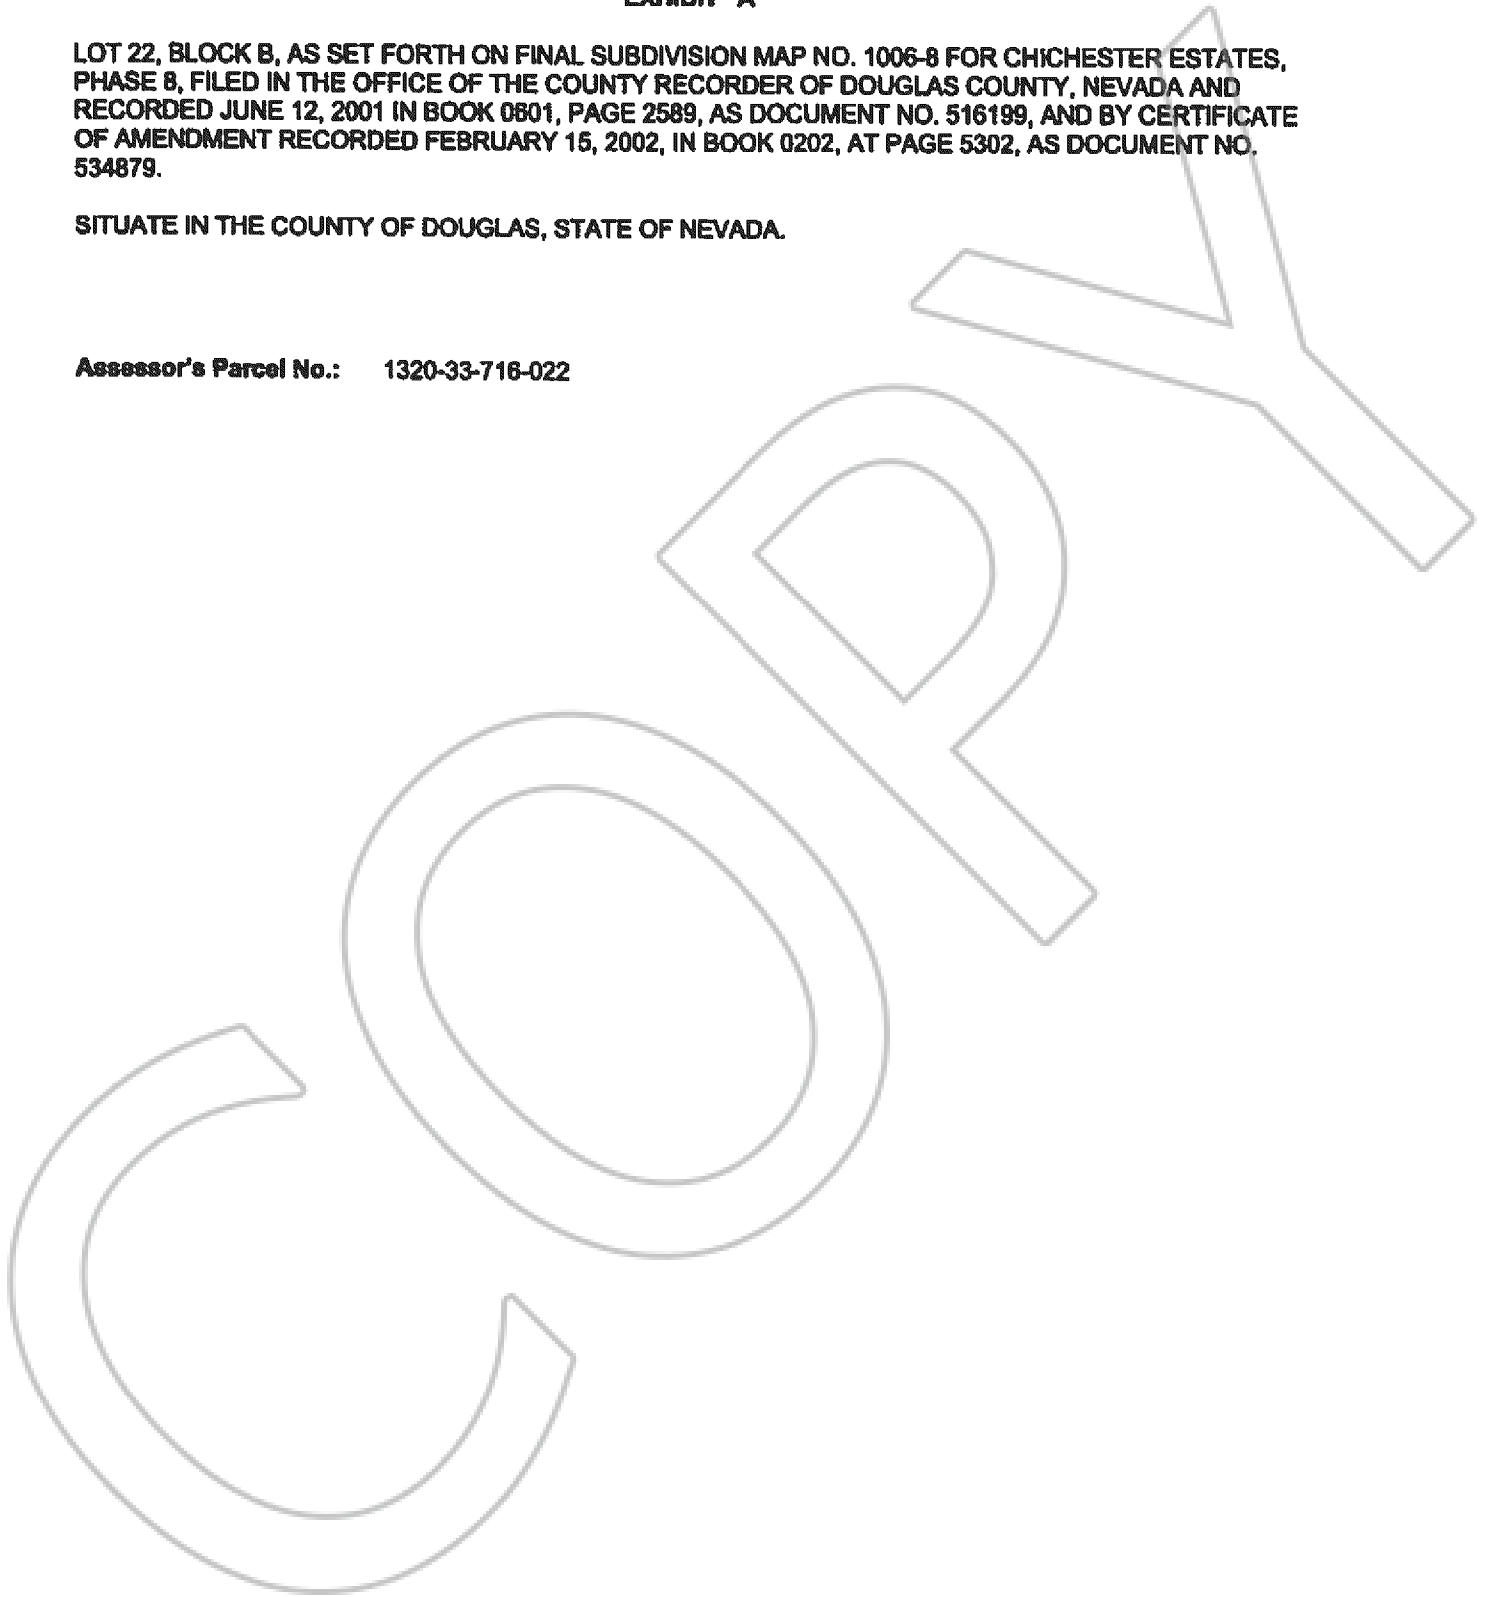 Exhibit "A"
LOT 22, BLOCK B, AS SET FORTH ON FINAL SUBDIVISION MAP NO. 1006-8 FOR CHICHESTER ESTATES,
PHASE 8, FILED IN THE OFFICE OF THE COUNTY RECORDER OF DOUGLAS COUNTY, NEVADA AND
RECORDED JUNE 12, 2001 IN BOOK 0601, PAGE 2589, AS DOCUMENT NO. 516199, AND BY CERTIFICATE
OF AMENDMENT RECORDED FEBRUARY 15, 2002, IN BOOK 0202, AT PAGE 5302, AS DOCUMENT NO.
534879.
SITUATE IN THE COUNTY OF DOUGLAS, STATE OF NEVADA.
Assessor's Parcel No.: 1320-33-716-022
COPY